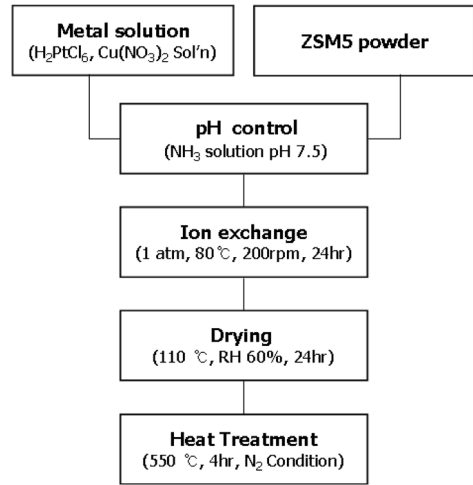 Metal solution
(H₂PtCl₆, Cu(NO₃)₂ Sol'n)
ZSM5 powder
pH control
(NH₃ solution pH 7.5)
Ion exchange
(1 atm, 80℃, 200rpm, 24hr)
Drying
(110 ℃, RH 60%, 24hr)
Heat Treatment
(550 ℃, 4hr, N₂ Condition)